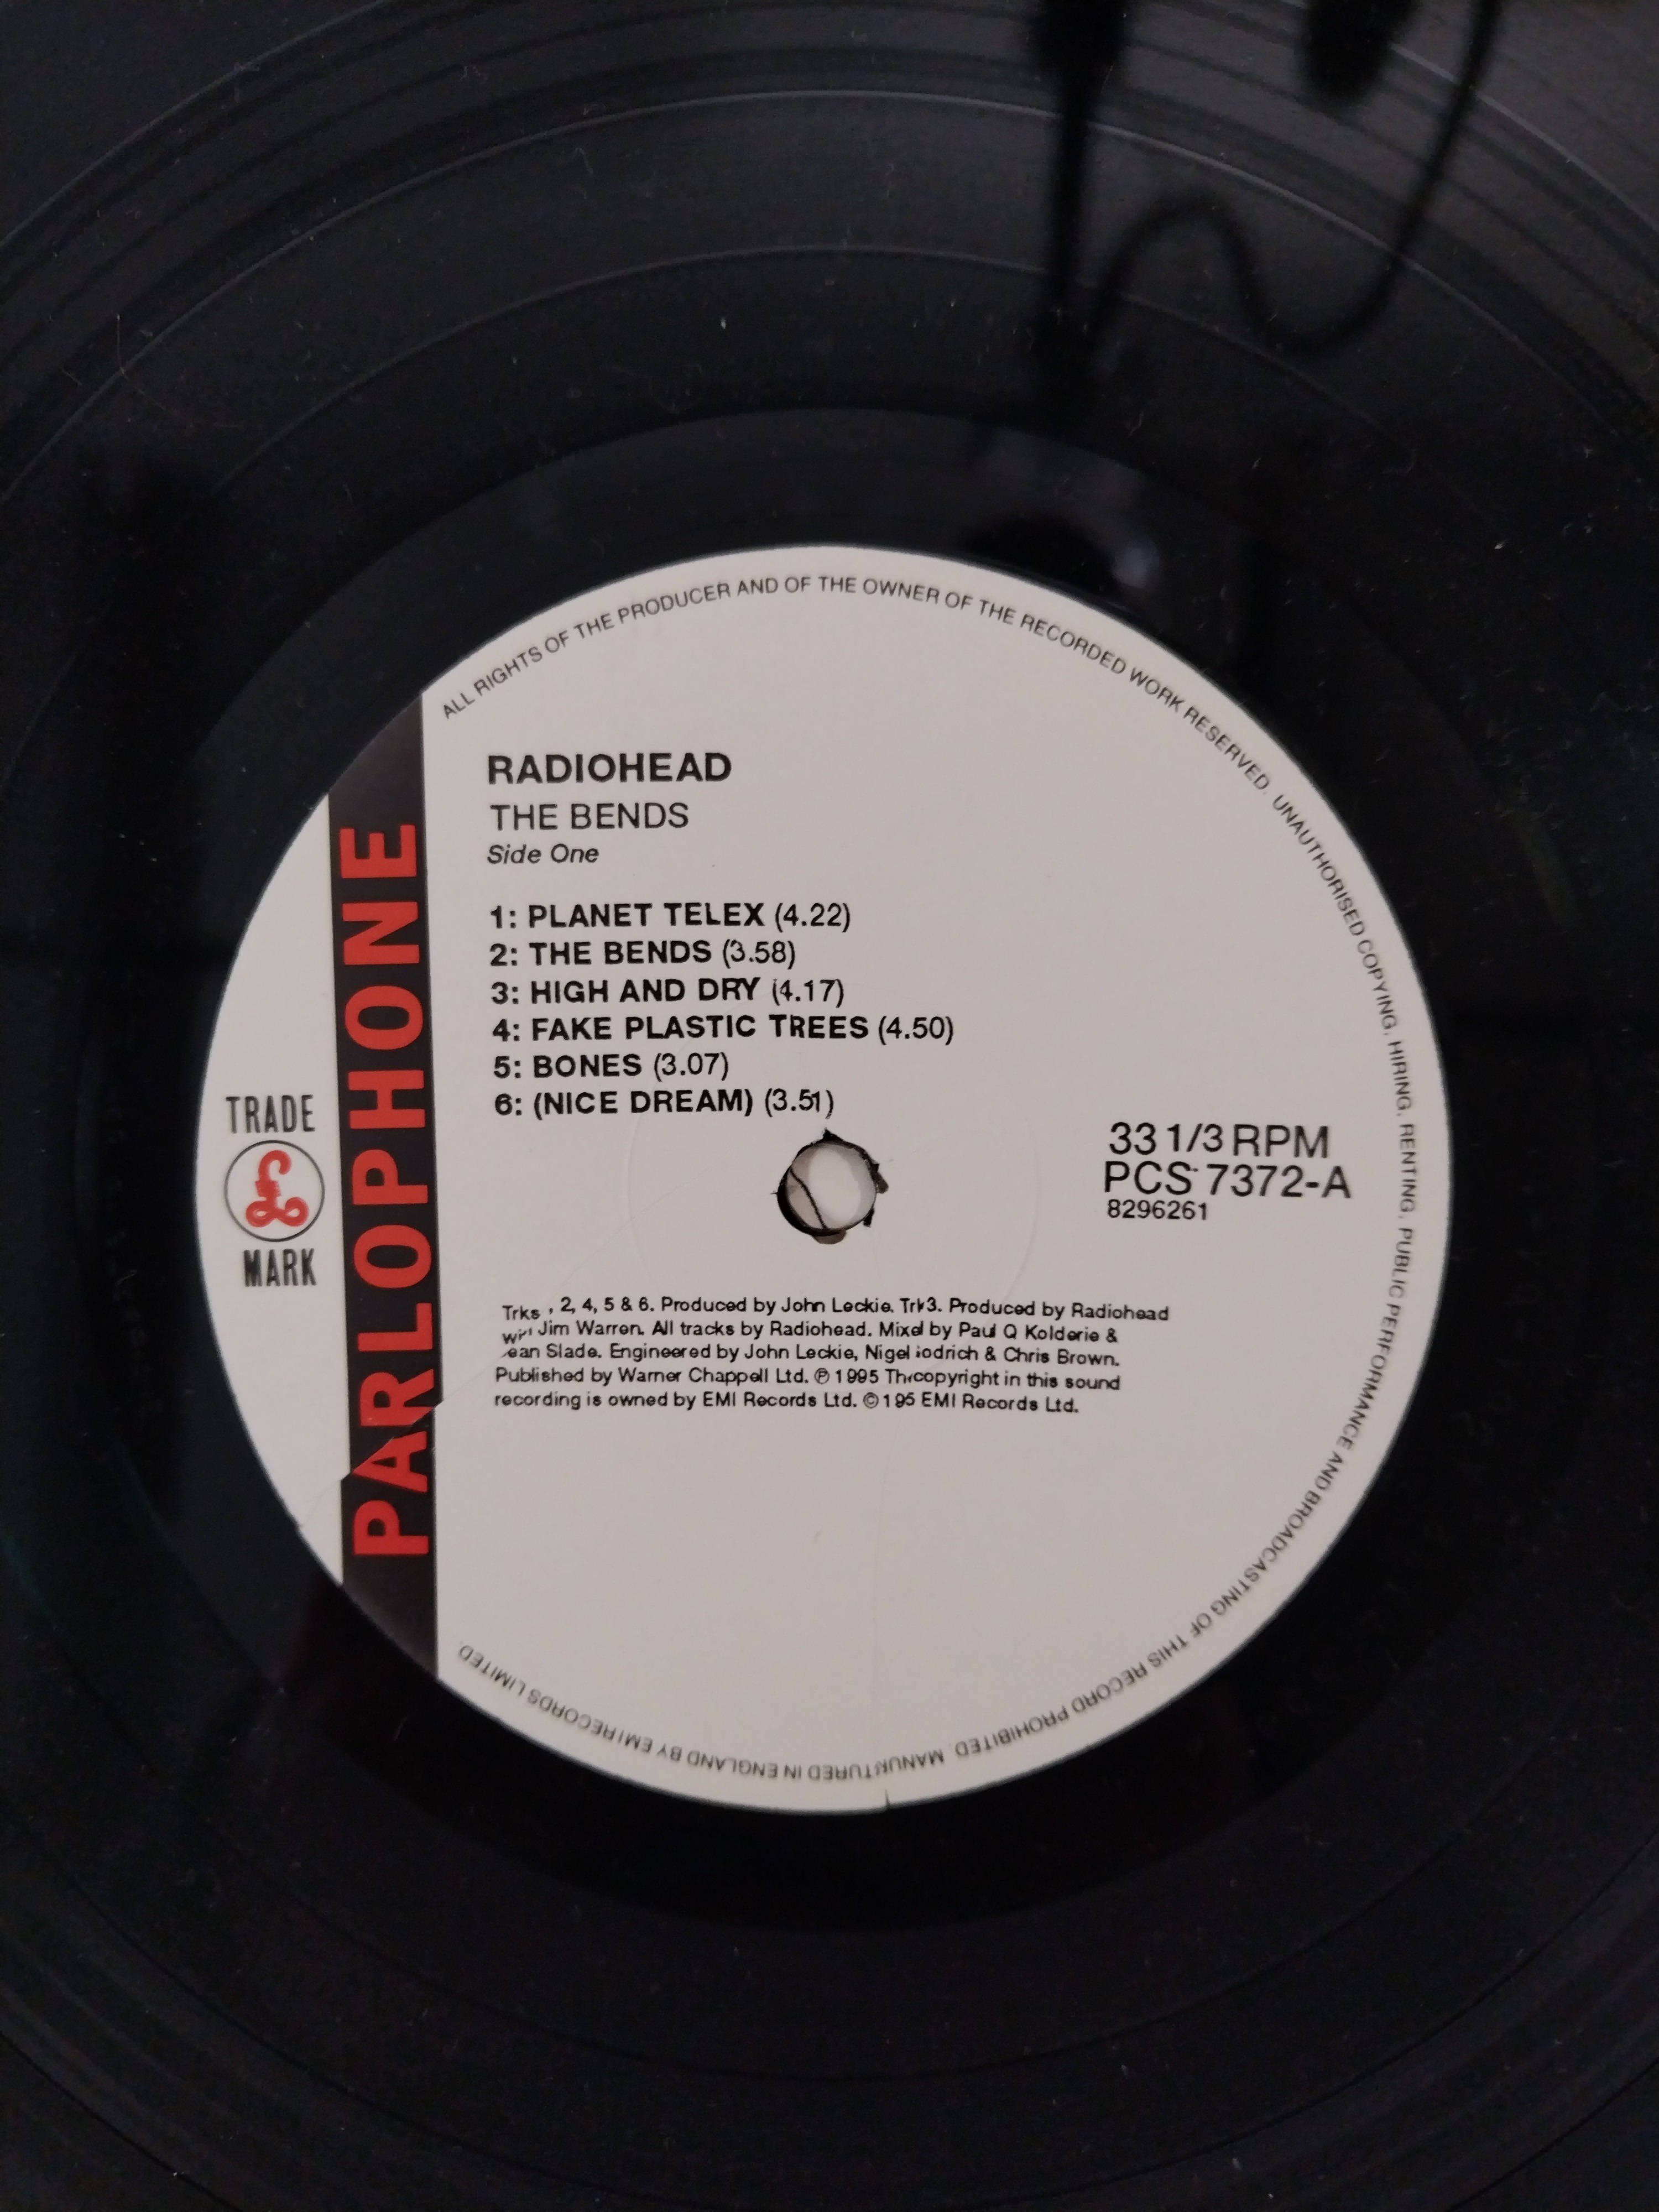 ALL RIGHTS OF THE PRODUCER AND OF THE OWNER OF THE RECORDED WORK RESERVED. UNAUTHORISED COPYING, HIRING, RENTING, PUBLIC PERFORMANCE AND BROADCASTING OF THIS RECORD PROHIBITED. IN ENGLAND BY EMI RECORDS LIMITED
RADIOHEAD
THE BENDS
Side One
1: PLANET TELEX (4.22)
2: THE BENDS (3.58)
3: HIGH AND DRY (4.17)
4: FAKE PLASTIC TREES (4.50)
5: BONES (3.07)
6: (NICE DREAM) (3.51)
TRADE
MARK
PARLOPHONE
33 1/3 RPM
PCS 7372-A
8296261
Trks , 2, 4, 5 & 6. Produced by John Leckie. 3. Produced by Radiohead
Jim Warren. All tracks by Radiohead. by Paul Q Kolderie &
Slade. Engineered by John Leckie, Nigel & Chris Brown.
Published by Warner Chappell Ltd. ℗ 1995 copyright in this sound
recording is owned by EMI Records Ltd. © EMI Records Ltd.